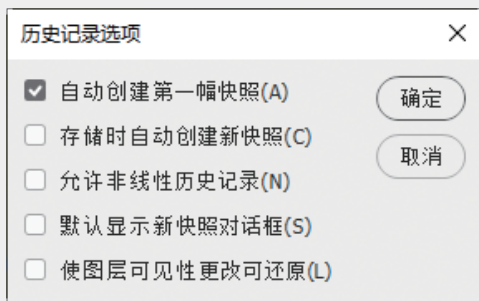 历史记录选项
自动创建第一幅快照(A)
确定
存储时自动创建新快照(C)
取消
允许非线性历史记录(N)
默认显示新快照对话框(S)
使图层可见性更改可还原(L)